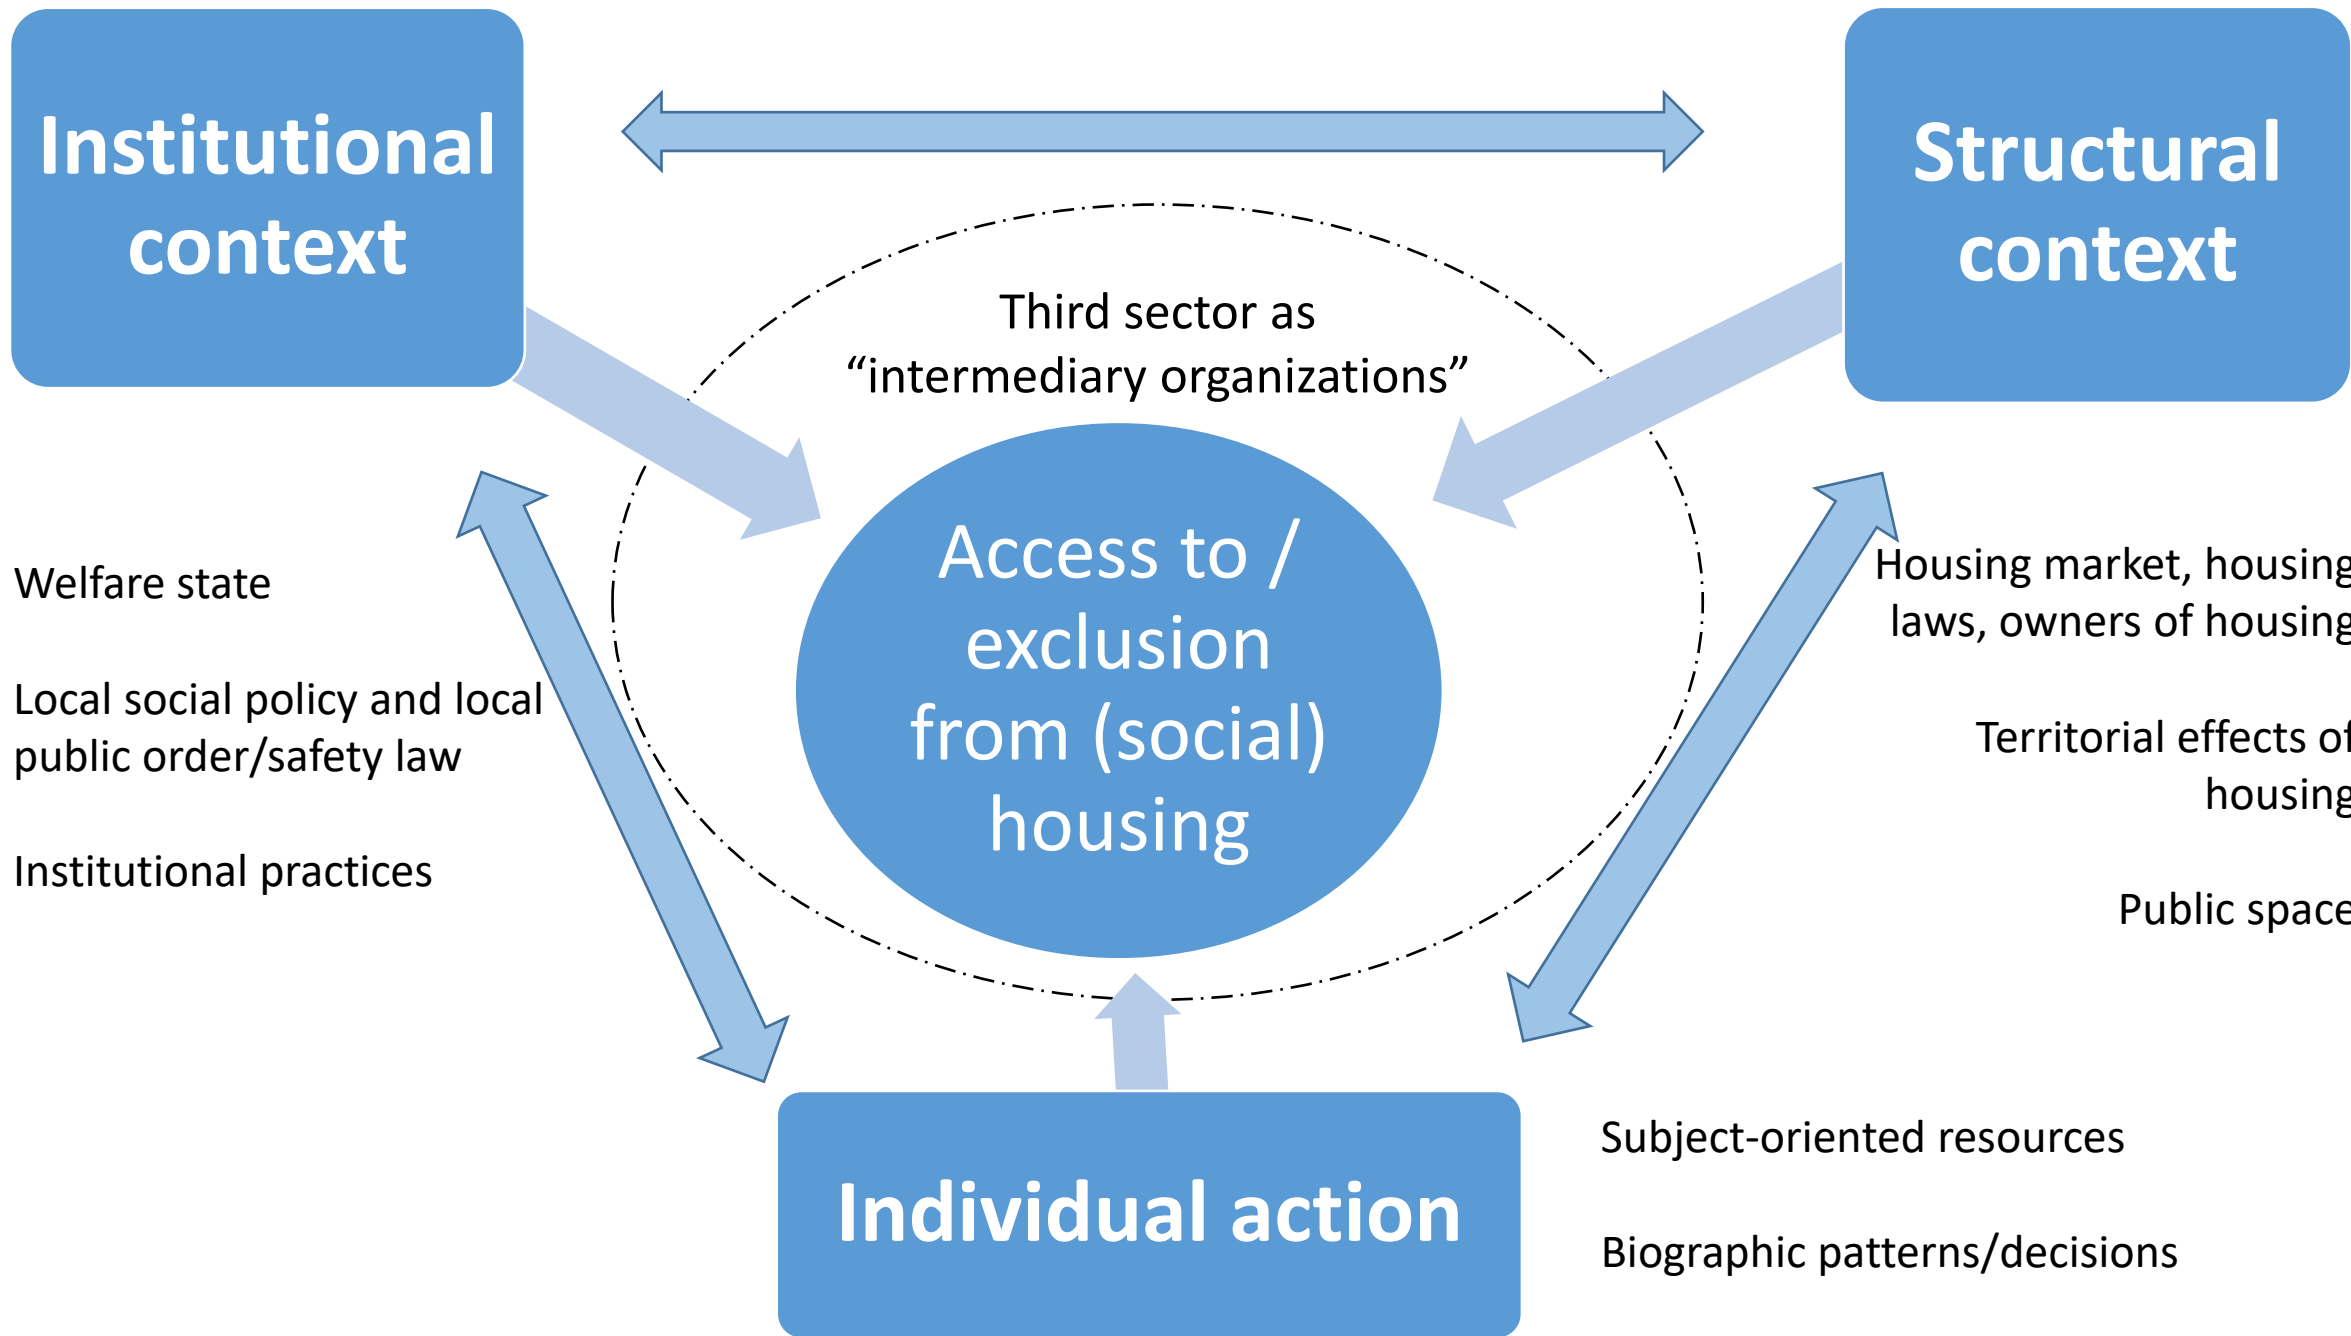 Institutional
context
Structural
context
Third sector as
“intermediary organizations”
Access to /
exclusion
from (social)
housing
Welfare state
Local social policy and local
public order/safety law
Institutional practices
Housing market, housing
laws, owners of housing
Territorial effects of
housing
Public space
Individual action
Subject-oriented resources
Biographic patterns/decisions